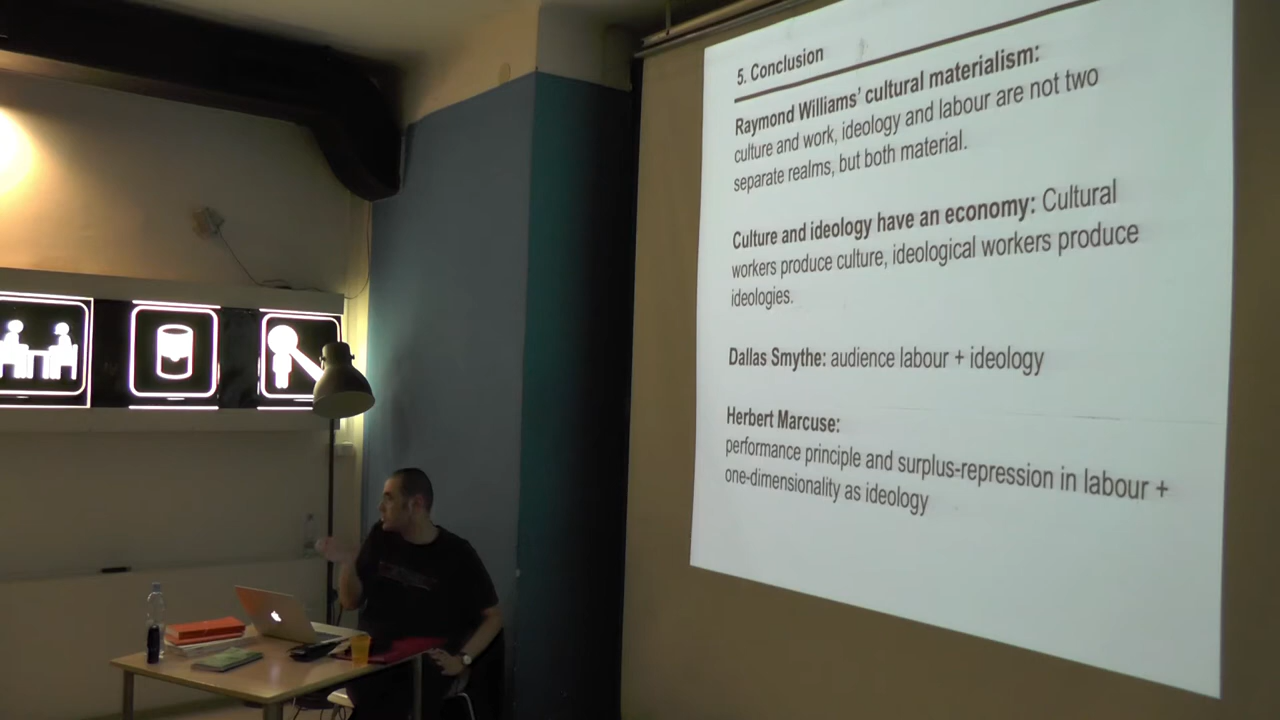 5. Conclusion
Raymond Williams’ cultural materialism:
culture and work, ideology and labour are not two
separate realms, but both material.
Culture and ideology have an economy: Cultural
workers produce culture, ideological workers produce
ideologies.
Dallas Smythe: audience labour + ideology
Herbert Marcuse:
performance principle and surplus-repression in labour +
one-dimensionality as ideology